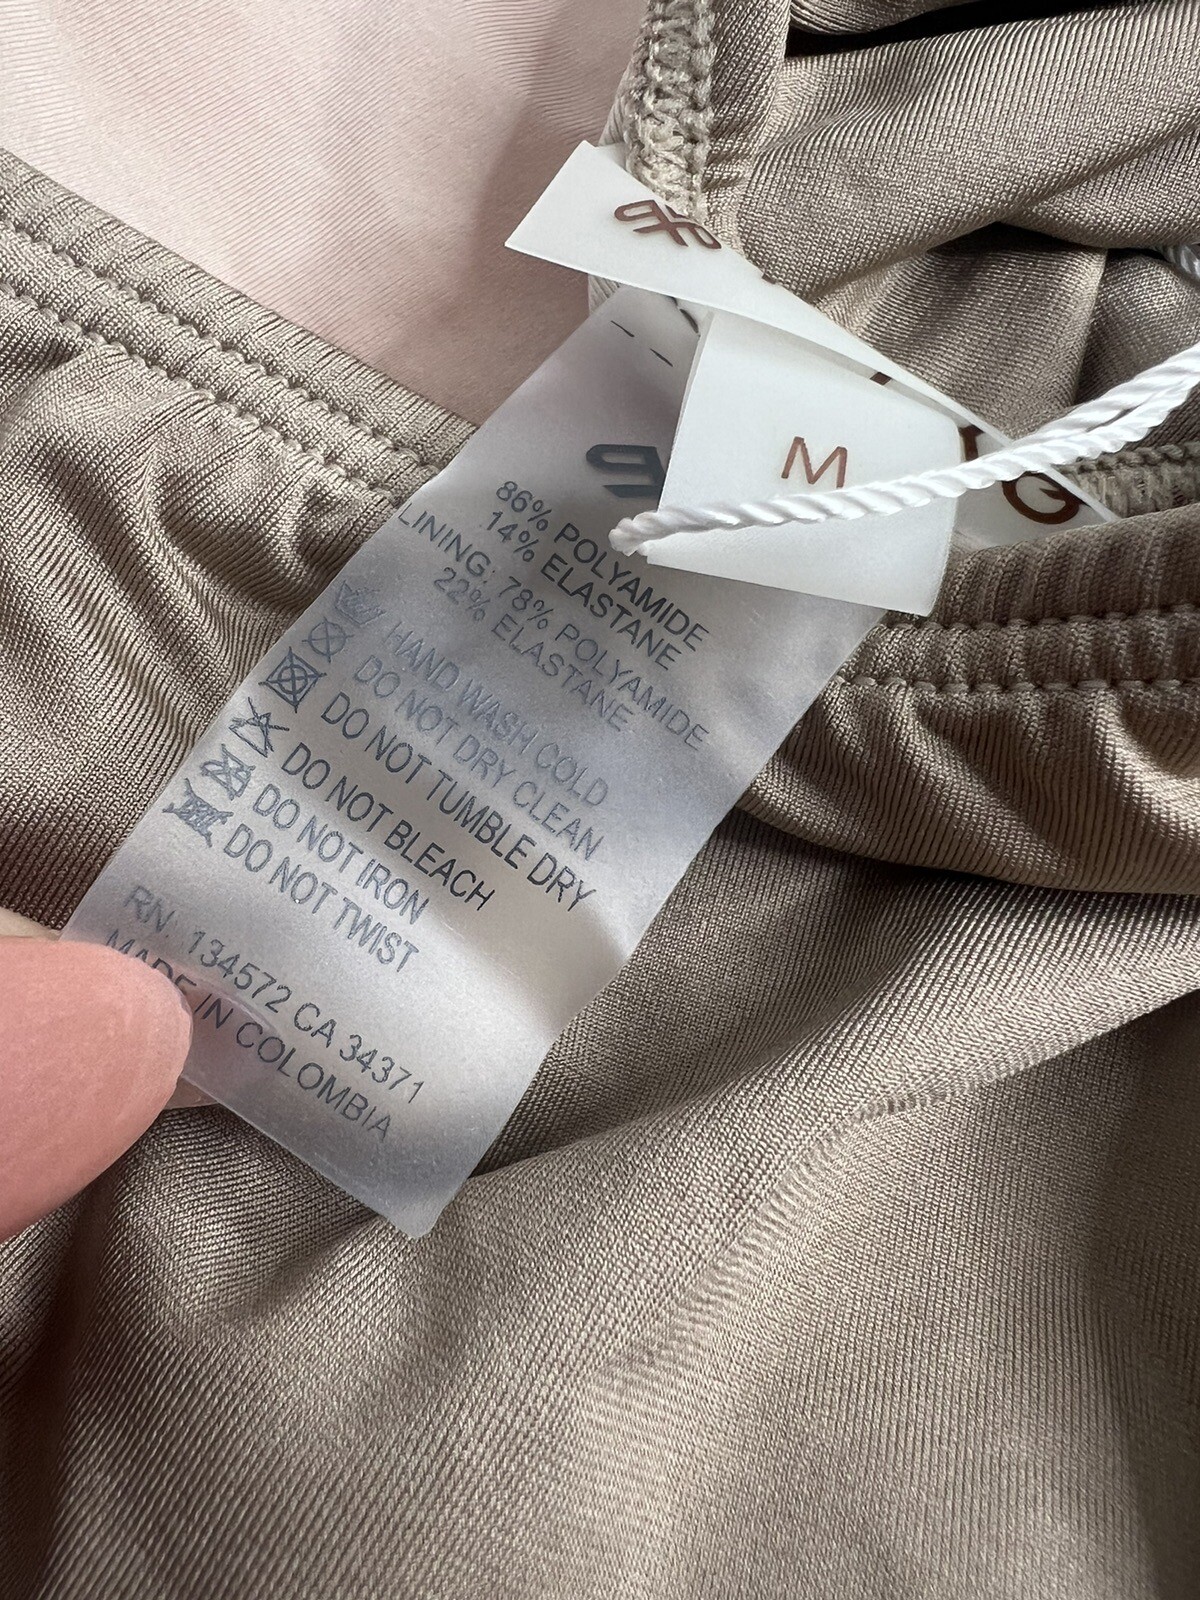 M
G
86% POLYAMIDE
14% ELASTANE
LINING: 78% POLYAMIDE
22% ELASTANE
HAND WASH COLD
DO NOT DRY CLEAN
DO NOT TUMBLE DRY
DO NOT BLEACH
DO NOT IRON
DO NOT TWIST
RN: 134572 CA 34371
MADE IN COLOMBIA